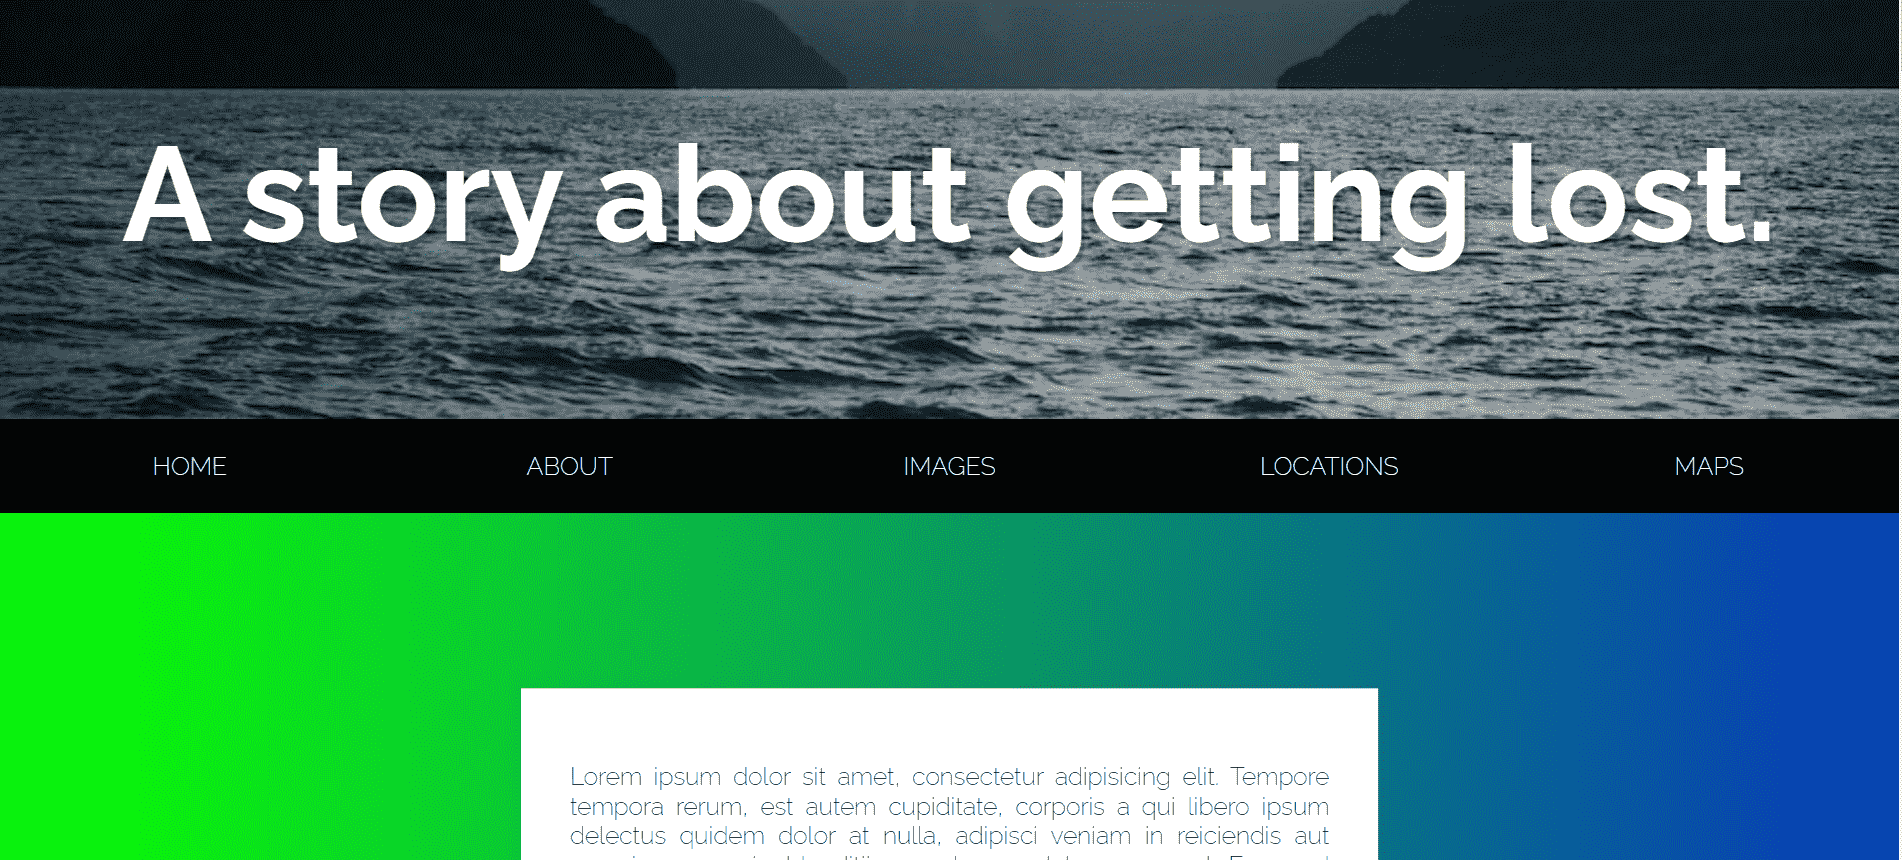 A story about getting lost.
HOME ABOUT IMAGES LOCATIONS MAPS
Lorem ipsum dolor sit amet, consectetur adipisicing elit. Tempore
tempora rerum, est autem cupiditate, corporis a qui libero ipsum
delectus quidem dolor at nulla, adipisci veniam in reiciendis aut